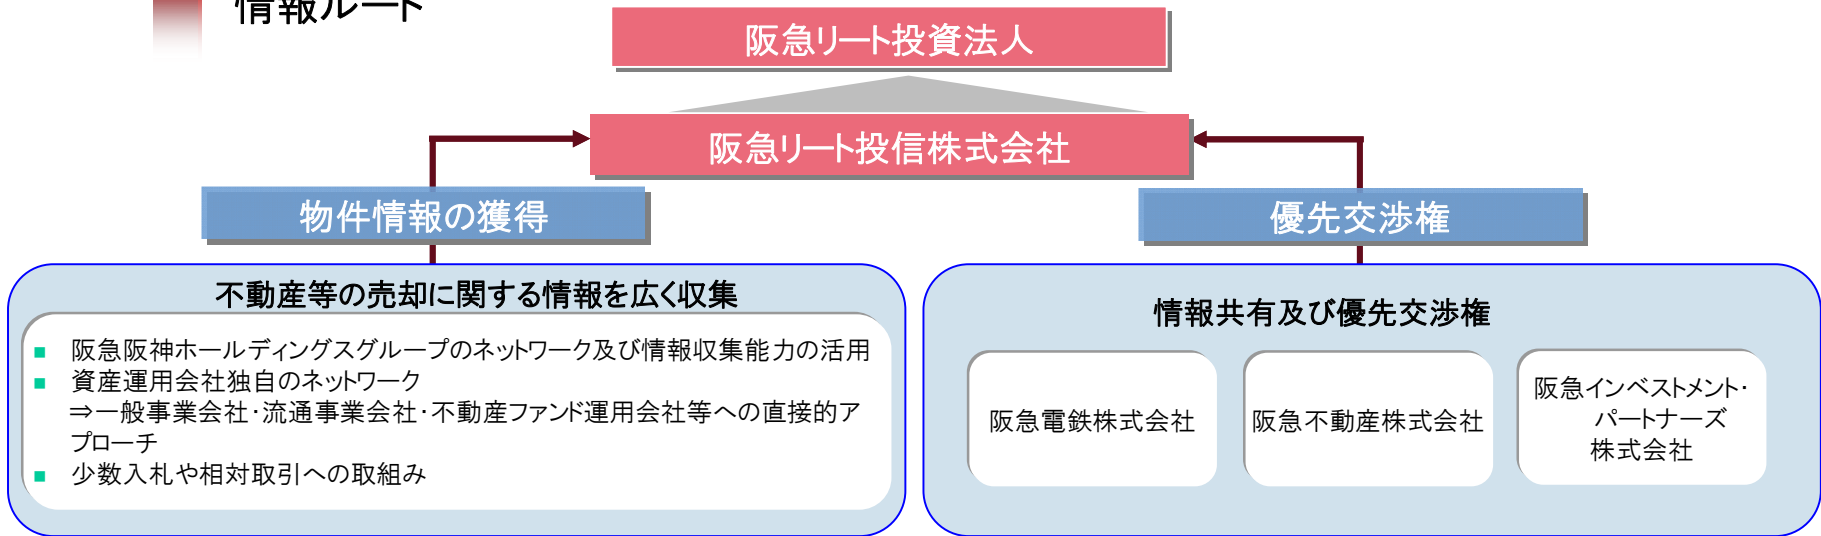 情報ルート
阪急リート投資法人
阪急リート投信株式会社
物件情報の獲得
優先交渉権
不動産等の売却に関する情報を広く収集
■ 阪急阪神ホールディングスグループのネットワーク及び情報収集能力の活用
■ 資産運用会社独自のネットワーク
⇒一般事業会社・流通事業会社・不動産ファンド運用会社等への直接的ア
プローチ
■ 少数入札や相対取引への取組み
情報共有及び優先交渉権
阪急電鉄株式会社
阪急不動産株式会社
阪急インベストメント・
パートナーズ
株式会社